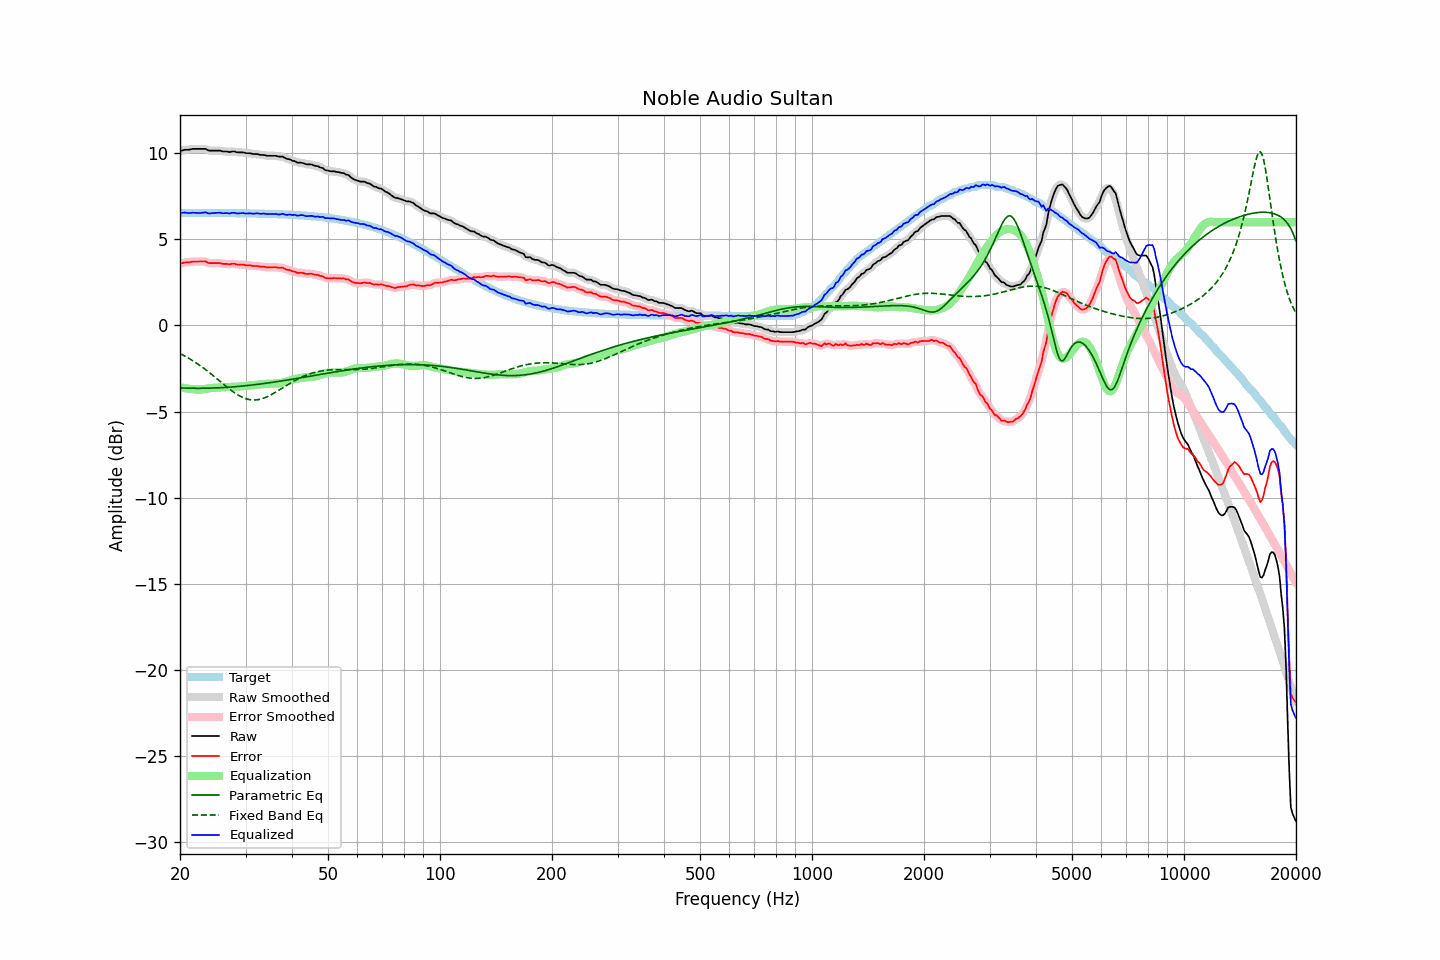 Noble Audio Sultan
10
5
0
−5
−10
−15
−20
−25
−30
Amplitude (dBr)
Target
Raw Smoothed
Error Smoothed
Raw
Error
Equalization
Parametric Eq
Fixed Band Eq
Equalized
20 50 100 200 500 1000 2000 5000 10000 20000
Frequency (Hz)